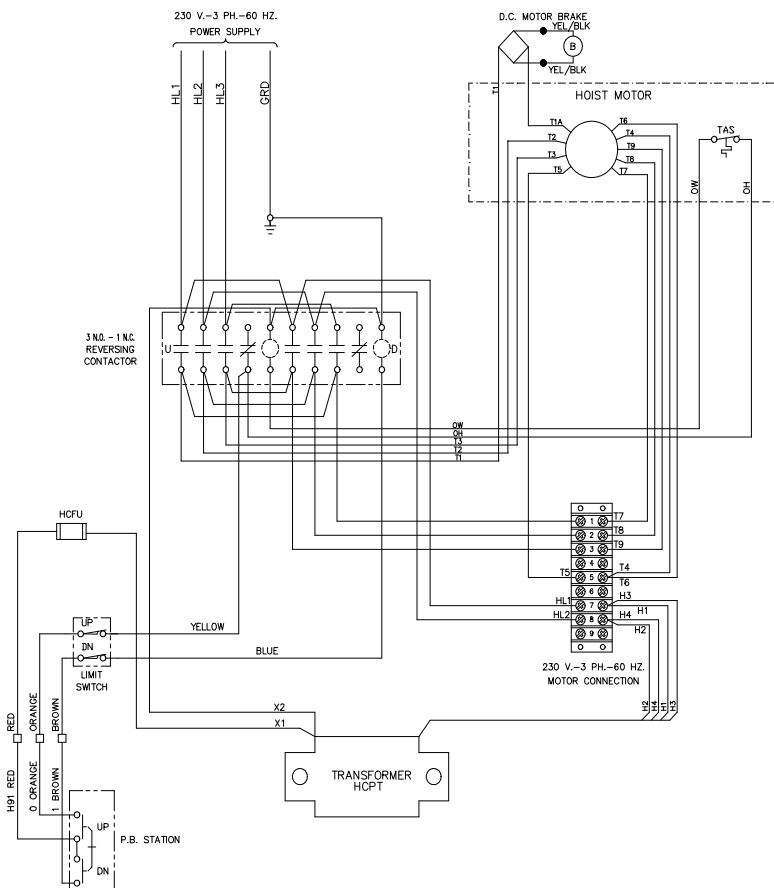 230 V.-3 PH.-60 HZ.
POWER SUPPLY
HL1
HL2
HL3
GRD
D.C. MOTOR BRAKE
YEL/BLK
B
YEL/BLK
T1
HOIST MOTOR
T1A
T2
T3
T5
T6
T4
T9
T8
T7
TAS
OW
OH
3 N.O. - 1 N.C.
REVERSING
CONTACTOR
U
D
OW
OH
T3
T2
T1
HCFU
1
2
3
4
5
6
7
8
9
T7
T8
T9
T5
T4
T6
HL1
H3
H1
HL2
H4
H2
230 V.-3 PH.-60 HZ.
MOTOR CONNECTION
UP
DN
LIMIT
SWITCH
YELLOW
BLUE
X2
X1
H2
H4
H1
H3
RED
ORANGE
BROWN
H91 RED
0 ORANGE
1 BROWN
TRANSFORMER
HCPT
UP
DN
P.B. STATION